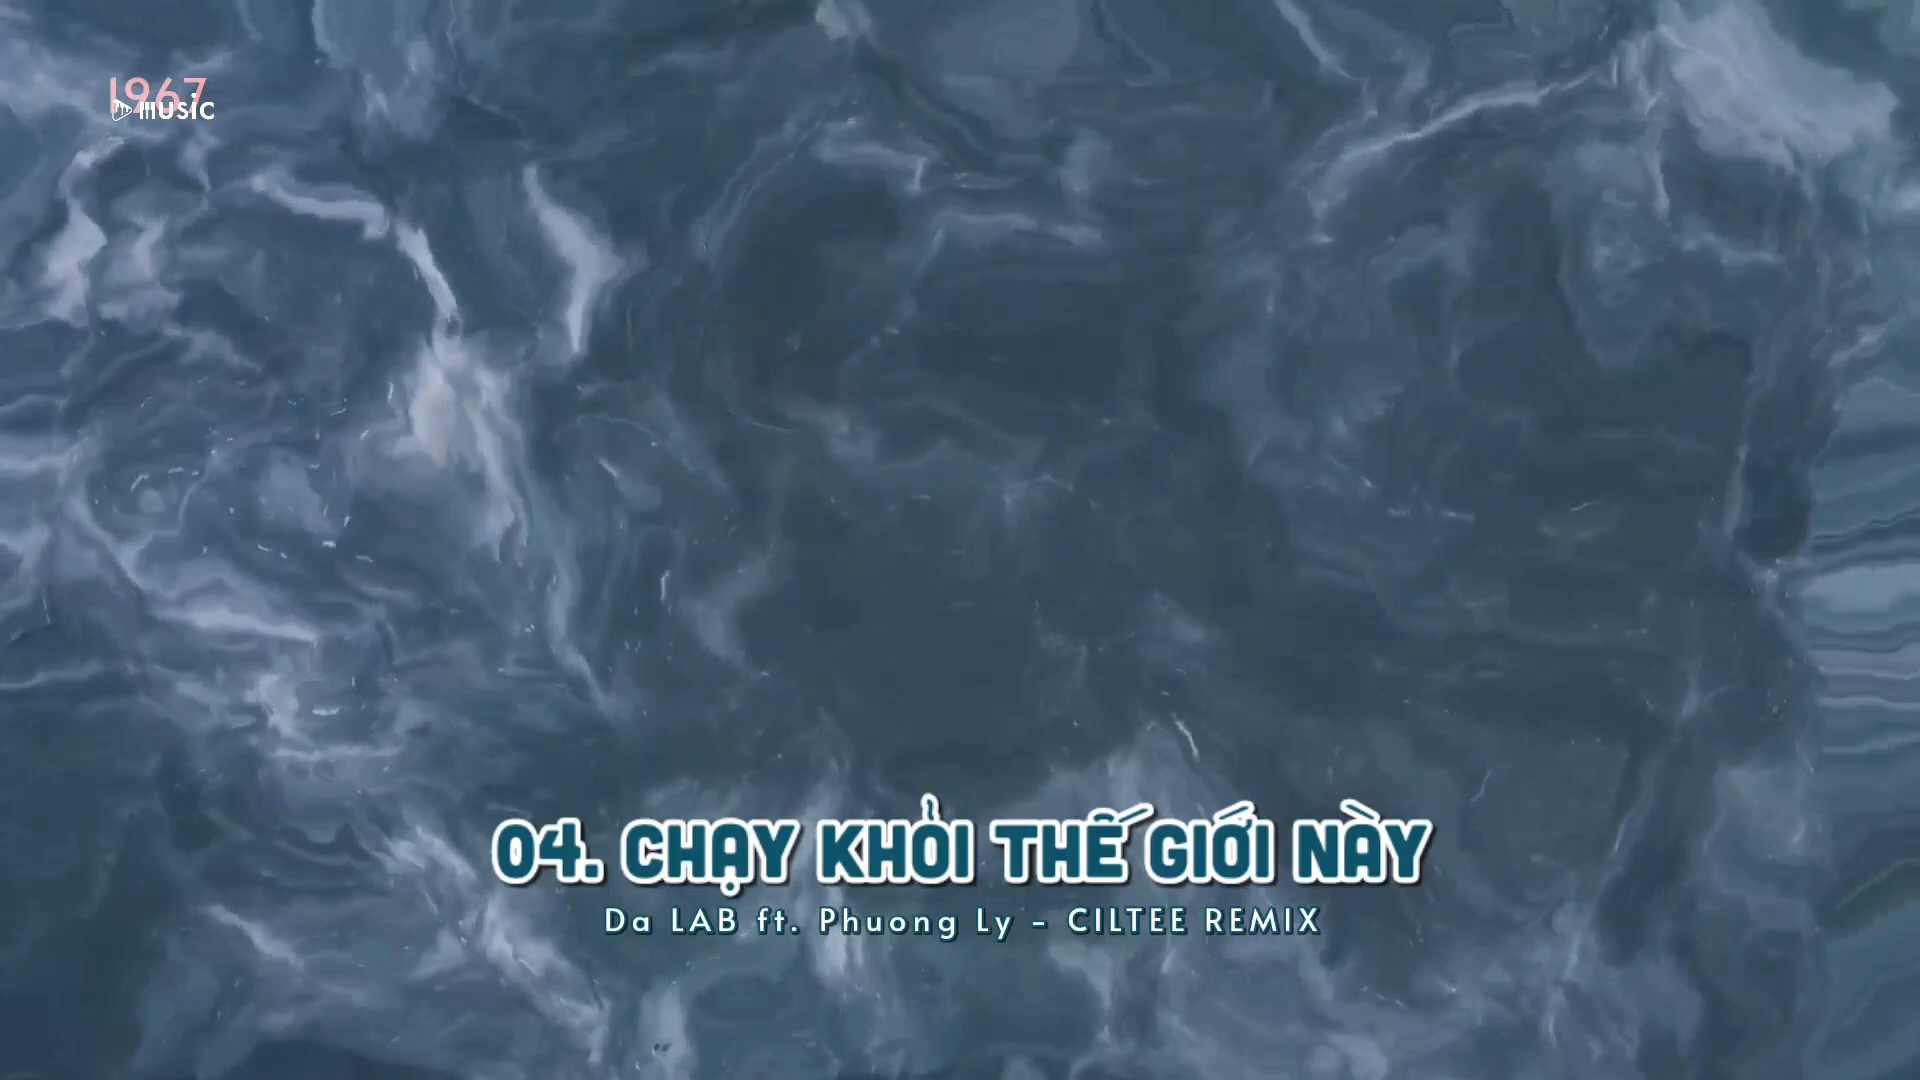 1967
MUSIC
04. CHẠY KHỎI THẾ GIỚI NÀY
Da LAB ft. Phuong Ly - CILTEE REMIX